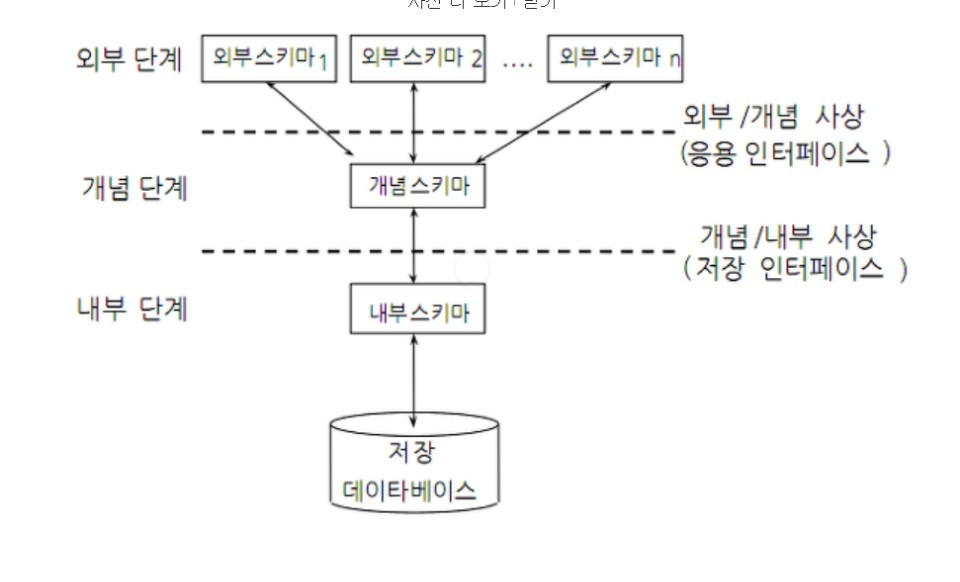 외부 단계
외부스키마 1
외부스키마 2
....
외부스키마 n
외부 /개념 사상
(응용 인터페이스 )
개념 단계
개념스키마
개념 /내부 사상
( 저장 인터페이스 )
내부 단계
내부스키마
저장
데이타베이스